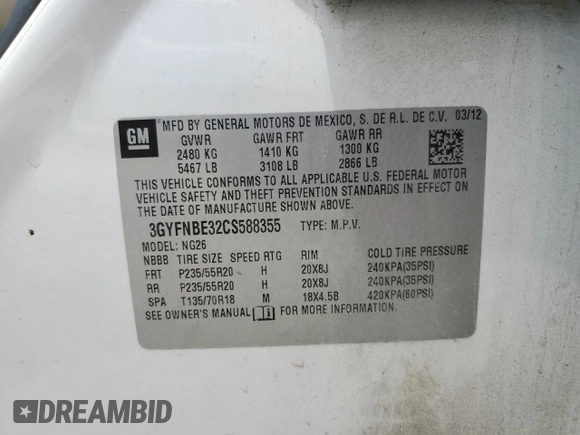 GM
MFD BY GENERAL MOTORS DE MEXICO, S. DE R.L. DE C.V. 03/12
GVWR GAWR FRT GAWR RR
2480 KG 1410 KG 1300 KG
5467 LB 3108 LB 2866 LB
THIS VEHICLE CONFORMS TO ALL APPLICABLE U.S. FEDERAL MOTOR
VEHICLE SAFETY AND THEFT PREVENTION STANDARDS IN EFFECT ON THE
DATE OF MANUFACTURE SHOWN ABOVE.
3GYFNBE32CS588355 TYPE: M.P.V.
MODEL: NG26
NBBB TIRE SIZE SPEED RTG RIM COLD TIRE PRESSURE
FRT P235/55R20 H 20X8J 240KPA(35PSI)
RR P235/55R20 H 20X8J 240KPA(35PSI)
SPA T135/70R18 M 18X4.5B 420KPA(60PSI)
SEE OWNER'S MANUAL FOR MORE INFORMATION.
DREAMBID